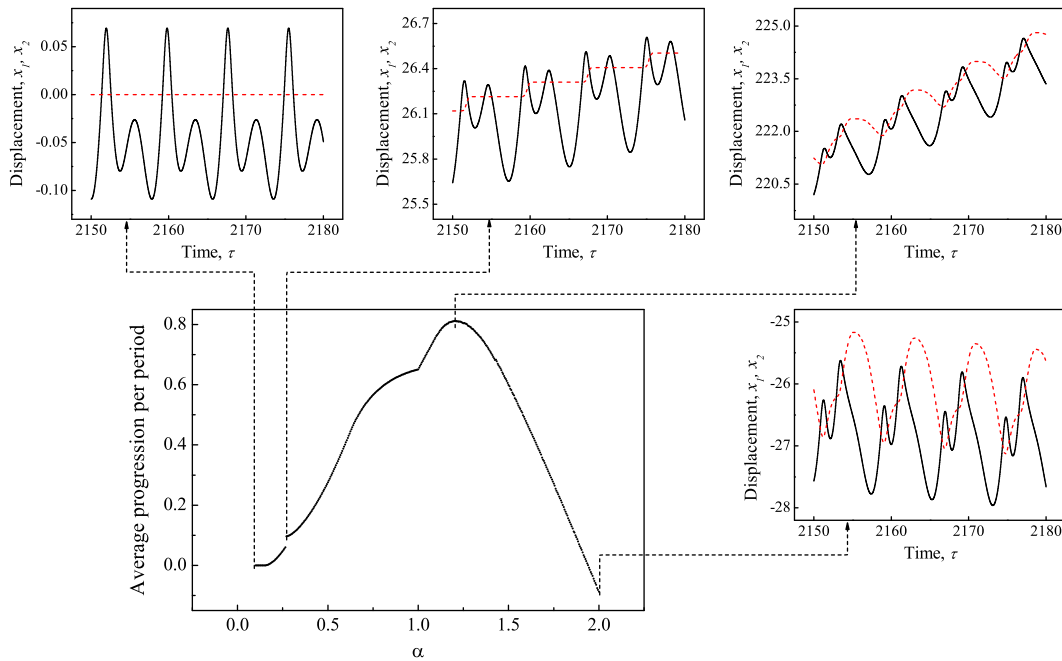 Displacement, x1, x2
0.05
0.00
-0.05
-0.10
2150 2160 2170 2180
Time, τ
Displacement, x1, x2
26.7
26.4
26.1
25.8
25.5
2150 2160 2170 2180
Time, τ
Displacement, x1, x2
225.0
223.5
222.0
220.5
2150 2160 2170 2180
Time, τ
Average progression per period
0.8
0.6
0.4
0.2
0.0
0.0 0.5 1.0 1.5 2.0
α
Displacement, x1, x2
-25
-26
-27
-28
2150 2160 2170 2180
Time, τ